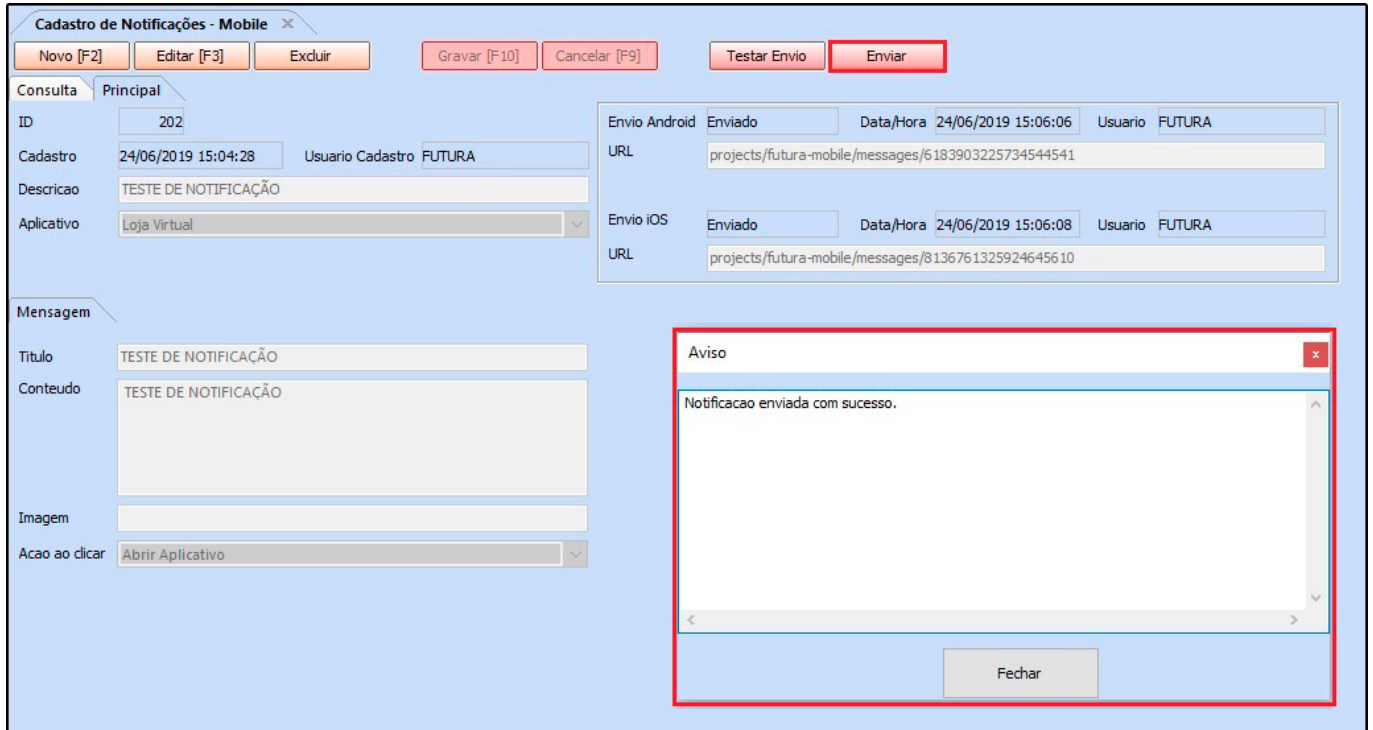 Cadastro de Notificações - Mobile
Novo [F2] Editar [F3] Excluir Gravar [F10] Cancelar [F9] Testar Envio Enviar
Consulta Principal
ID 202
Cadastro 24/06/2019 15:04:28 Usuario Cadastro FUTURA
Descricao TESTE DE NOTIFICAÇÃO
Aplicativo Loja Virtual
Envio Android Enviado Data/Hora 24/06/2019 15:06:06 Usuario FUTURA
URL projects/futura-mobile/messages/6183903225734544541
Envio iOS Enviado Data/Hora 24/06/2019 15:06:08 Usuario FUTURA
URL projects/futura-mobile/messages/8136761325924645610
Mensagem
Titulo TESTE DE NOTIFICAÇÃO
Conteudo TESTE DE NOTIFICAÇÃO
Imagem
Acao ao clicar Abrir Aplicativo
Aviso x
Notificacao enviada com sucesso.
Fechar